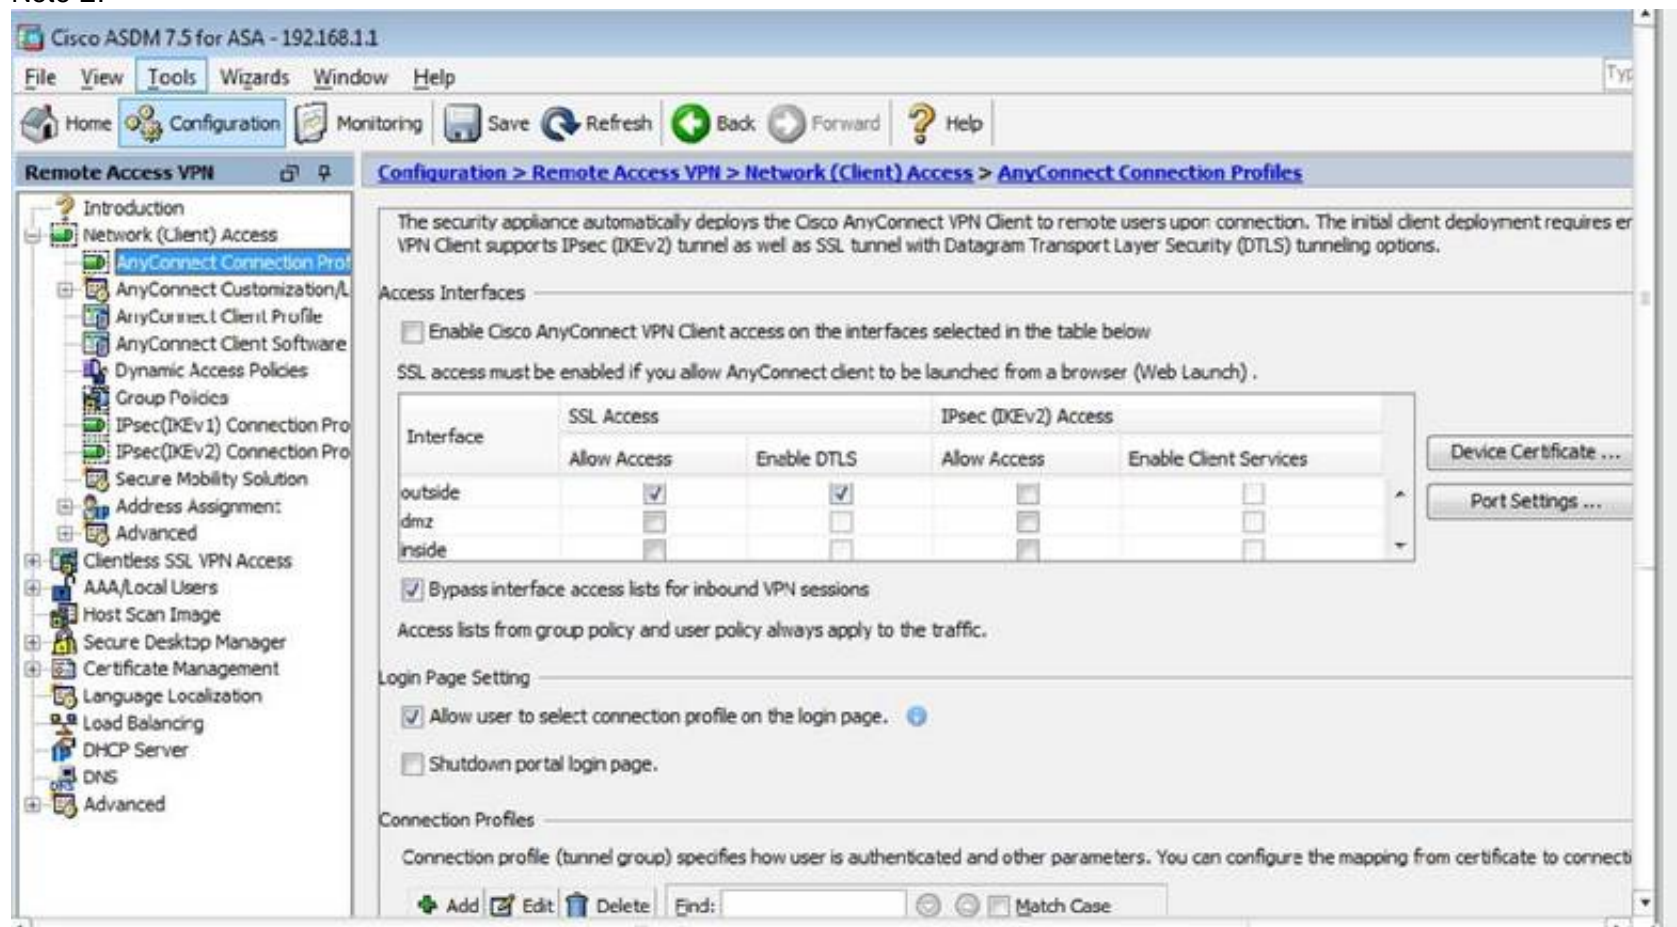 Note 2:
Cisco ASDM 7.5 for ASA - 192.168.1.1
File View Tools Wizards Window Help
Typ
Home Configuration Monitoring Save Refresh Back Forward Help
Remote Access VPN
Configuration > Remote Access VPN > Network (Client) Access > AnyConnect Connection Profiles
Introduction
Network (Client) Access
AnyConnect Connection Prof
AnyConnect Customization/L
AnyConnect Client Profile
AnyConnect Client Software
Dynamic Access Policies
Group Policies
IPsec(IKEv1) Connection Pro
IPsec(IKEv2) Connection Pro
Secure Mobility Solution
Address Assignment
Advanced
Clientless SSL VPN Access
AAA/Local Users
Host Scan Image
Secure Desktop Manager
Certificate Management
Language Localization
Load Balancing
DHCP Server
DNS
Advanced
The security appliance automatically deploys the Cisco AnyConnect VPN Client to remote users upon connection. The initial client deployment requires er
VPN Client supports IPsec (IKEv2) tunnel as well as SSL tunnel with Datagram Transport Layer Security (DTLS) tunneling options.
Access Interfaces
Enable Cisco AnyConnect VPN Client access on the interfaces selected in the table below
SSL access must be enabled if you allow AnyConnect client to be launched from a browser (Web Launch) .
Interface
SSL Access IPsec (IKEv2) Access
Allow Access Enable DTLS Allow Access Enable Client Services
outside
dmz
inside
Device Certificate ...
Port Settings ...
Bypass interface access lists for inbound VPN sessions
Access lists from group policy and user policy always apply to the traffic.
Login Page Setting
Allow user to select connection profile on the login page.
Shutdown portal login page.
Connection Profiles
Connection profile (tunnel group) specifies how user is authenticated and other parameters. You can configure the mapping from certificate to connecti
Add Edit Delete Find: Match Case